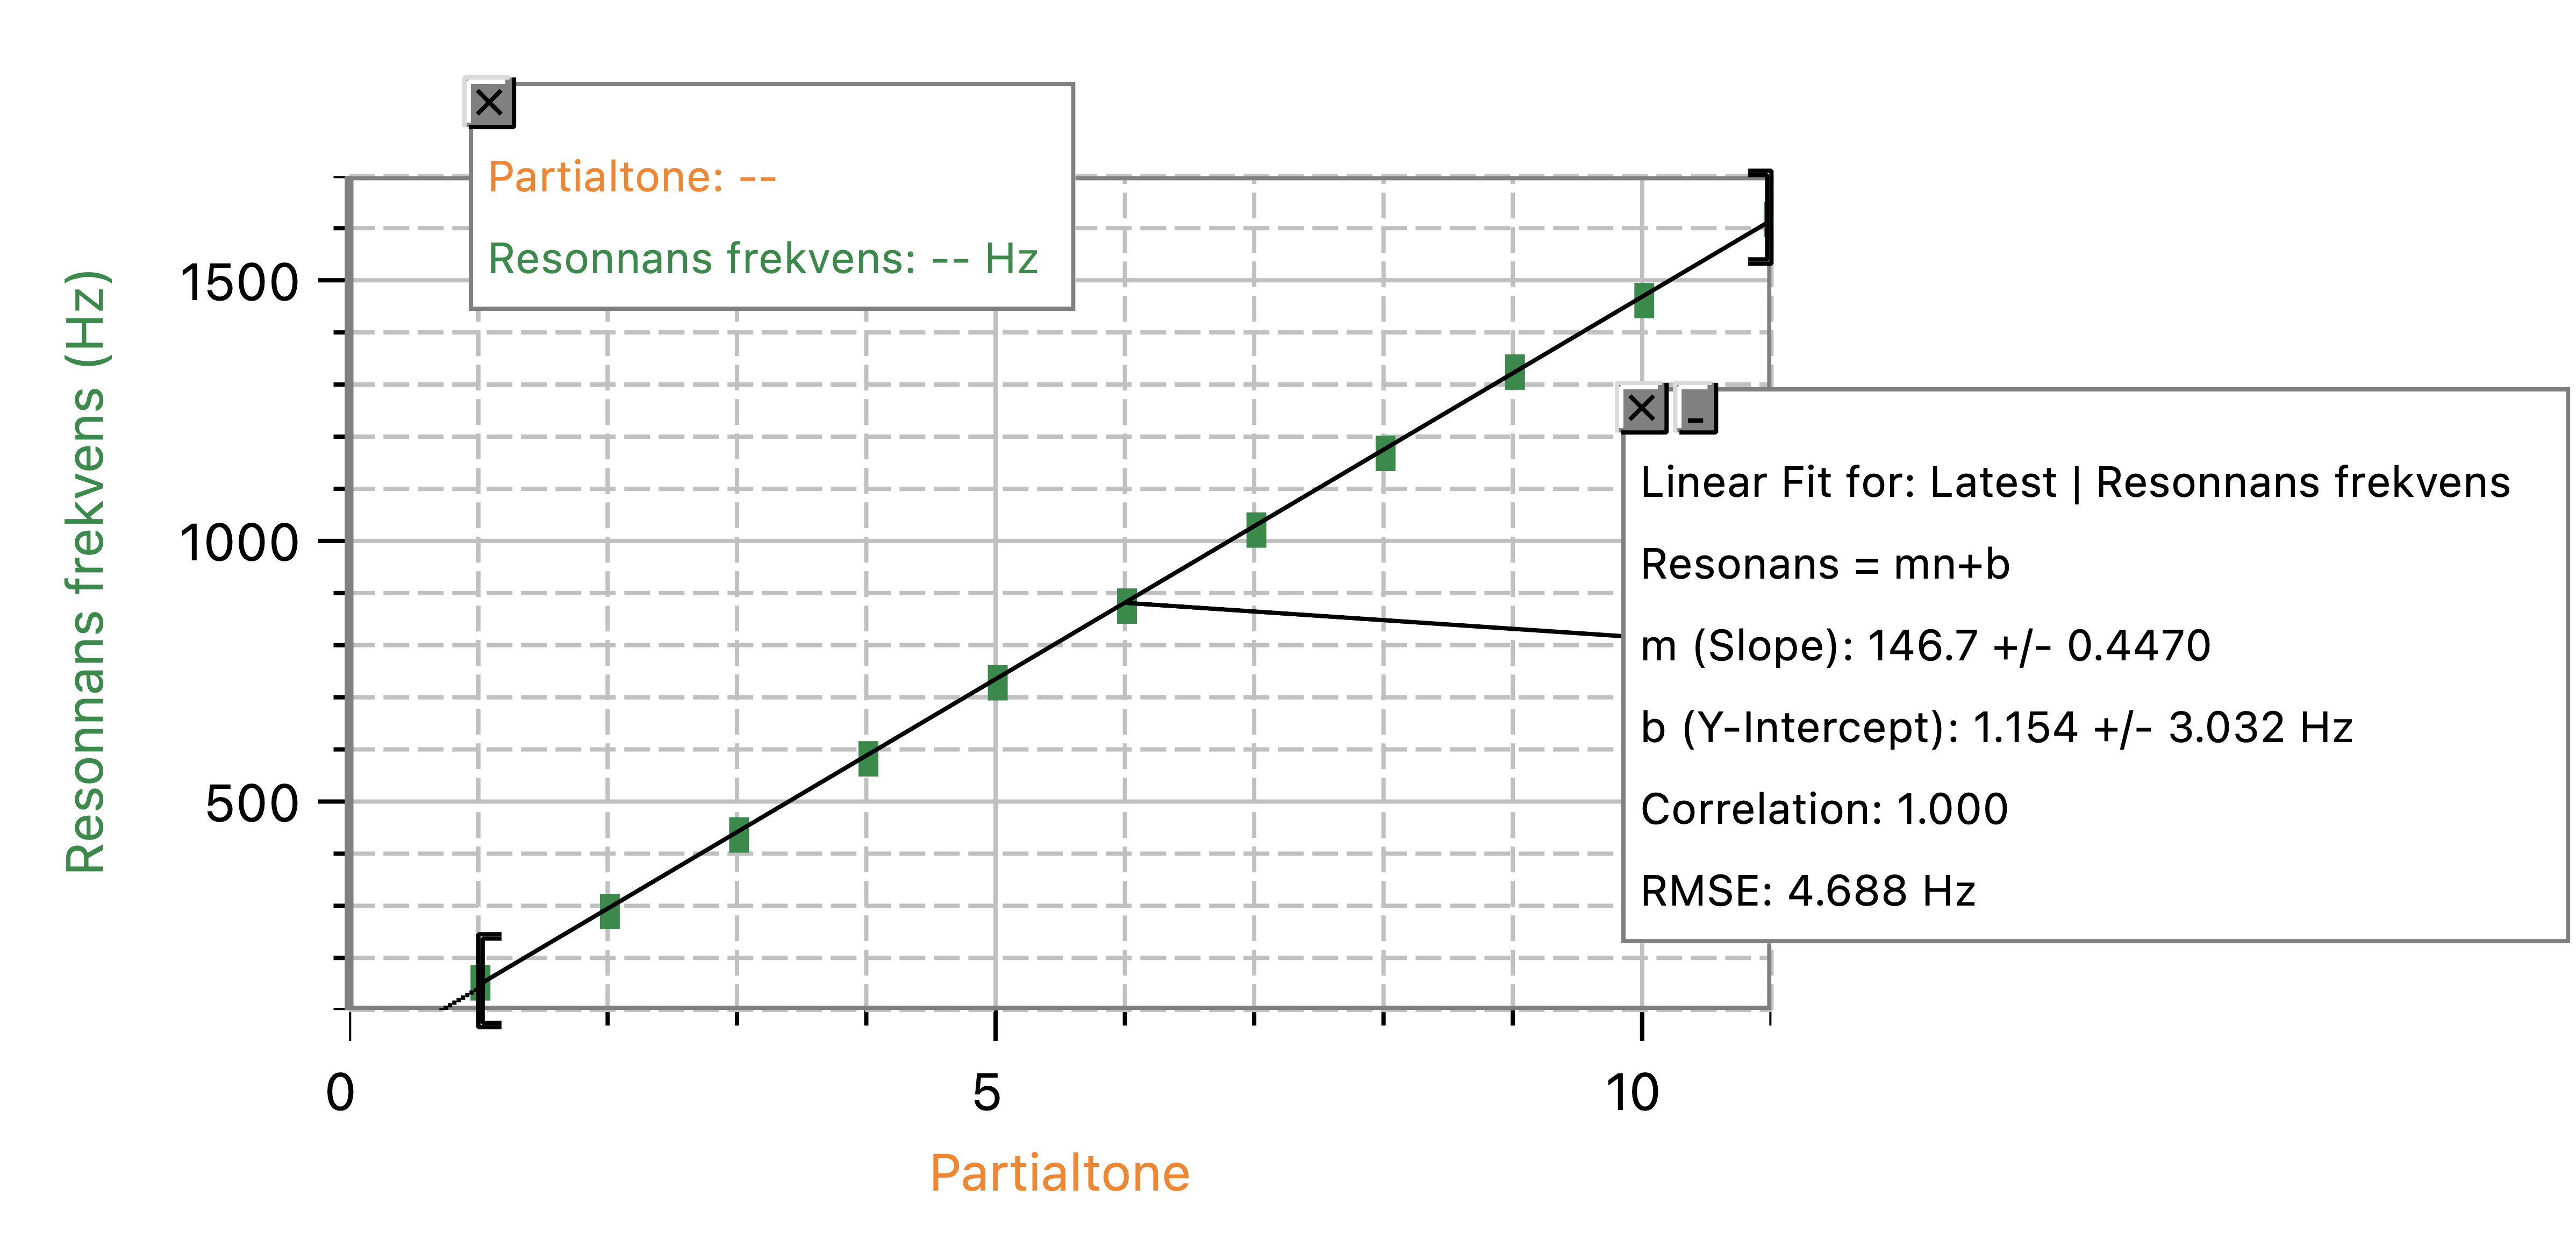 Partialtone: --
Resonnans frekvens: -- Hz
Resonnans frekvens (Hz)
1500
1000
500
Linear Fit for: Latest | Resonnans frekvens
Resonans = mn+b
m (Slope): 146.7 +/- 0.4470
b (Y-Intercept): 1.154 +/- 3.032 Hz
Correlation: 1.000
RMSE: 4.688 Hz
0
5
10
Partialtone